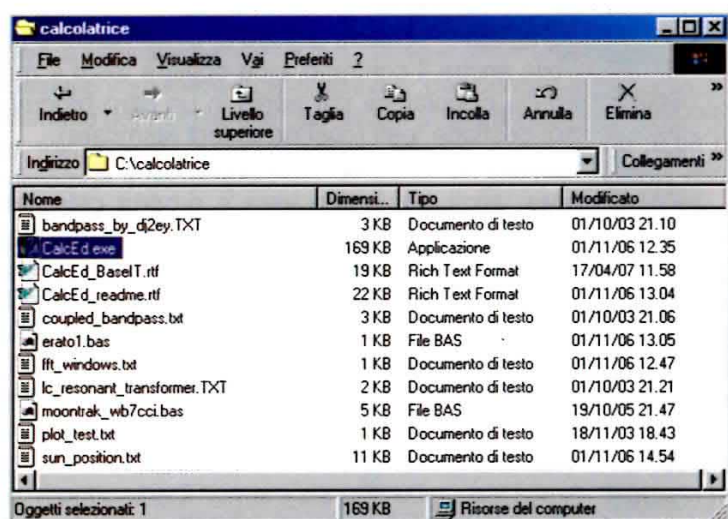 calcolatrice
File Modifica Visualizza Vai Preferiti ?
Indietro Avanti Livello superiore Taglia Copia Incolla Annulla Elimina »
Indirizzo C:\calcolatrice Collegamenti »
Nome Dimensi... Tipo Modificato
bandpass_by_dj2ey.TXT 3 KB Documento di testo 01/10/03 21.10
CalcEd.exe 169 KB Applicazione 01/11/06 12.35
CalcEd_BaseIT.rtf 19 KB Rich Text Format 17/04/07 11.58
CalcEd_readme.rtf 22 KB Rich Text Format 01/11/06 13.04
coupled_bandpass.txt 3 KB Documento di testo 01/10/03 21.06
erato1.bas 1 KB File BAS 01/11/06 13.05
fft_windows.txt 1 KB Documento di testo 01/11/06 12.47
lc_resonant_transformer.TXT 2 KB Documento di testo 01/10/03 21.21
moontrak_wb7cci.bas 5 KB File BAS 19/10/05 21.47
plot_test.txt 1 KB Documento di testo 18/11/03 18.43
sun_position.txt 11 KB Documento di testo 01/11/06 14.54
Oggetti selezionati: 1 169 KB Risorse del computer